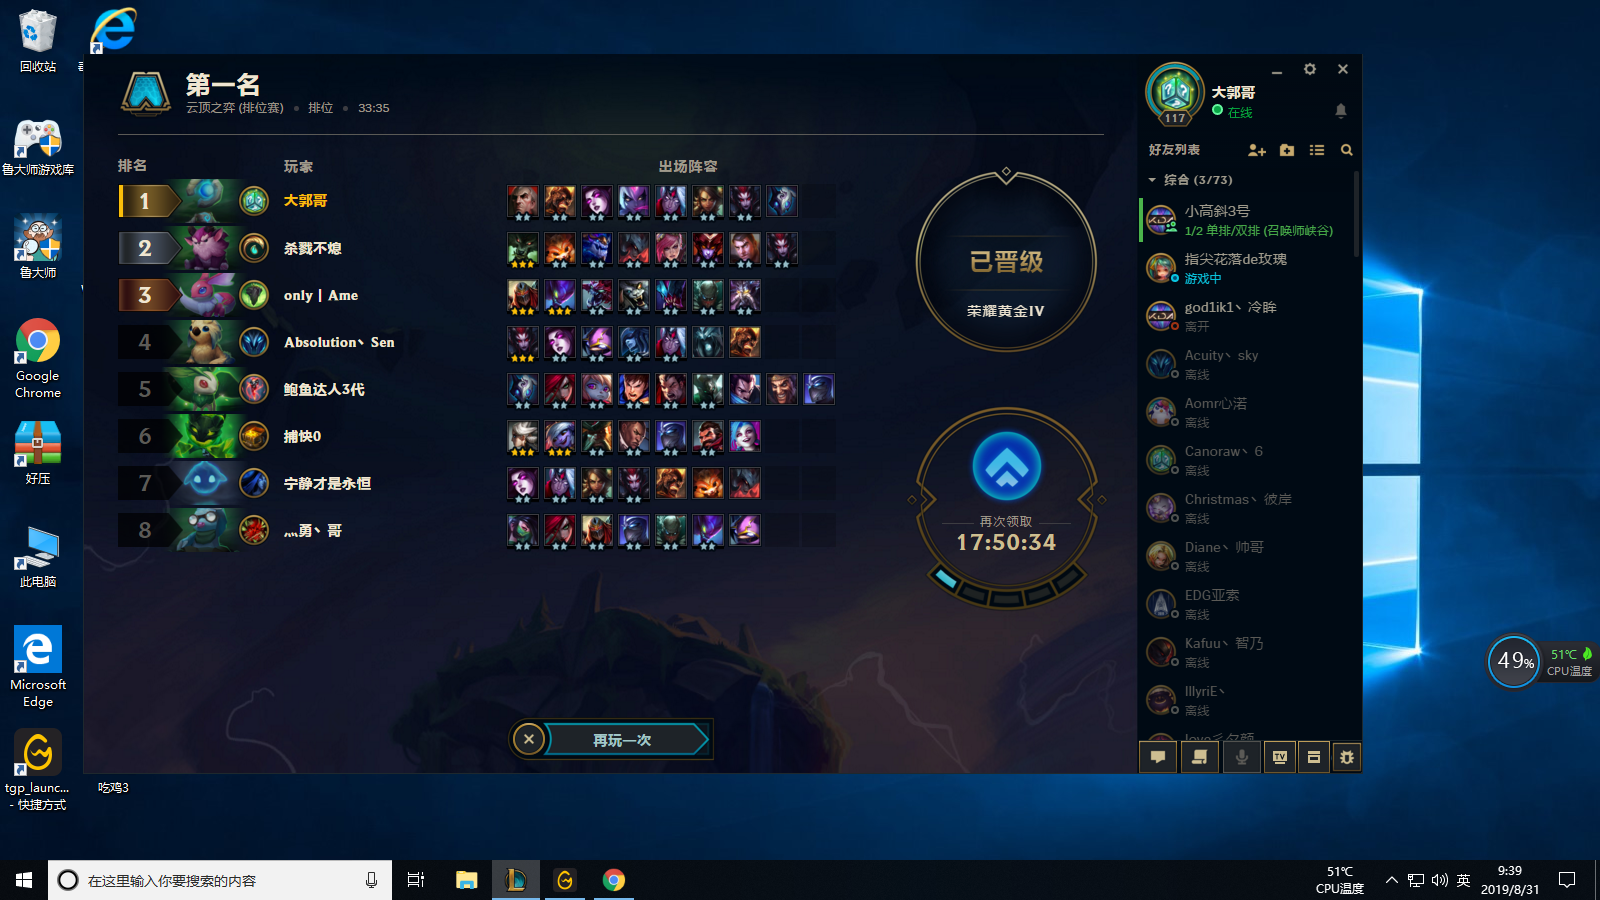 回收站
鲁大师游戏库
鲁大师
Google
Chrome
好压
此电脑
Microsoft
Edge
tgp_launc...
- 快捷方式
吃鸡3
第一名
云顶之弈 (排位赛) • 排位 • 33:35
排名
玩家
出场阵容
1 大郭哥
2 杀戮不熄
3 only丨Ame
4 Absolution丶Sen
5 鲍鱼达人3代
6 捕快0
7 宁静才是永恒
8 灬勇丶哥
已晋级
荣耀黄金IV
再次领取
17:50:34
再玩一次
117
大郭哥
在线
好友列表
综合 (3/73)
小高斜3号
1/2 单排/双排 (召唤师峡谷)
指尖花落de玫瑰
游戏中
god1ik1丶冷眸
离开
Acuity丶sky
离线
Aomr心渃
离线
Canoraw丶6
离线
Christmas丶彼岸
离线
Diane丶帅哥
离线
EDG亚索
离线
Kafuu丶智乃
离线
IllyriE丶
离线
TV
49%
51℃
CPU温度
在这里输入你要搜索的内容
51℃
CPU温度
英
9:39
2019/8/31